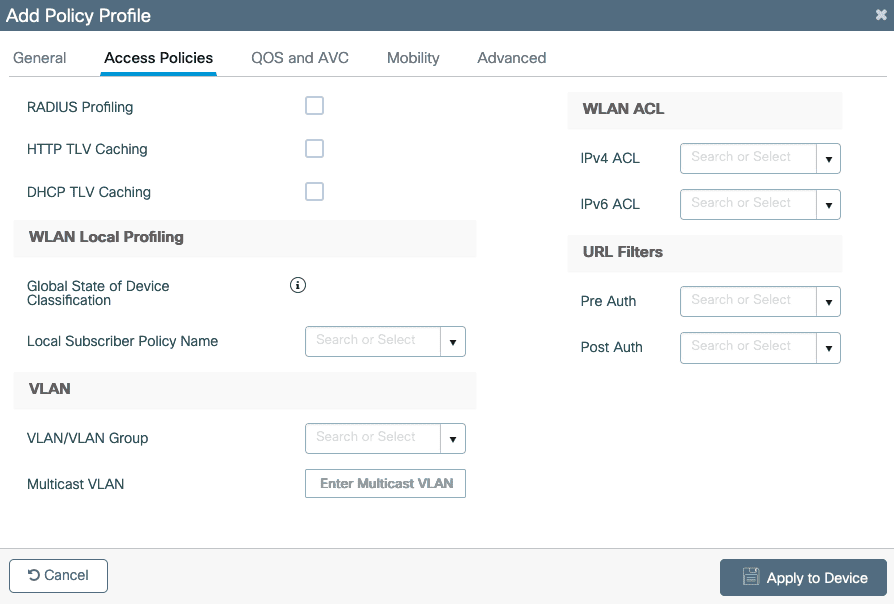 Add Policy Profile
General
Access Policies
QOS and AVC
Mobility
Advanced
RADIUS Profiling
HTTP TLV Caching
DHCP TLV Caching
WLAN Local Profiling
Global State of Device
Classification
Local Subscriber Policy Name
Search or Select
VLAN
VLAN/VLAN Group
Search or Select
Multicast VLAN
Enter Multicast VLAN
WLAN ACL
IPv4 ACL
Search or Select
IPv6 ACL
Search or Select
URL Filters
Pre Auth
Search or Select
Post Auth
Search or Select
Cancel
Apply to Device